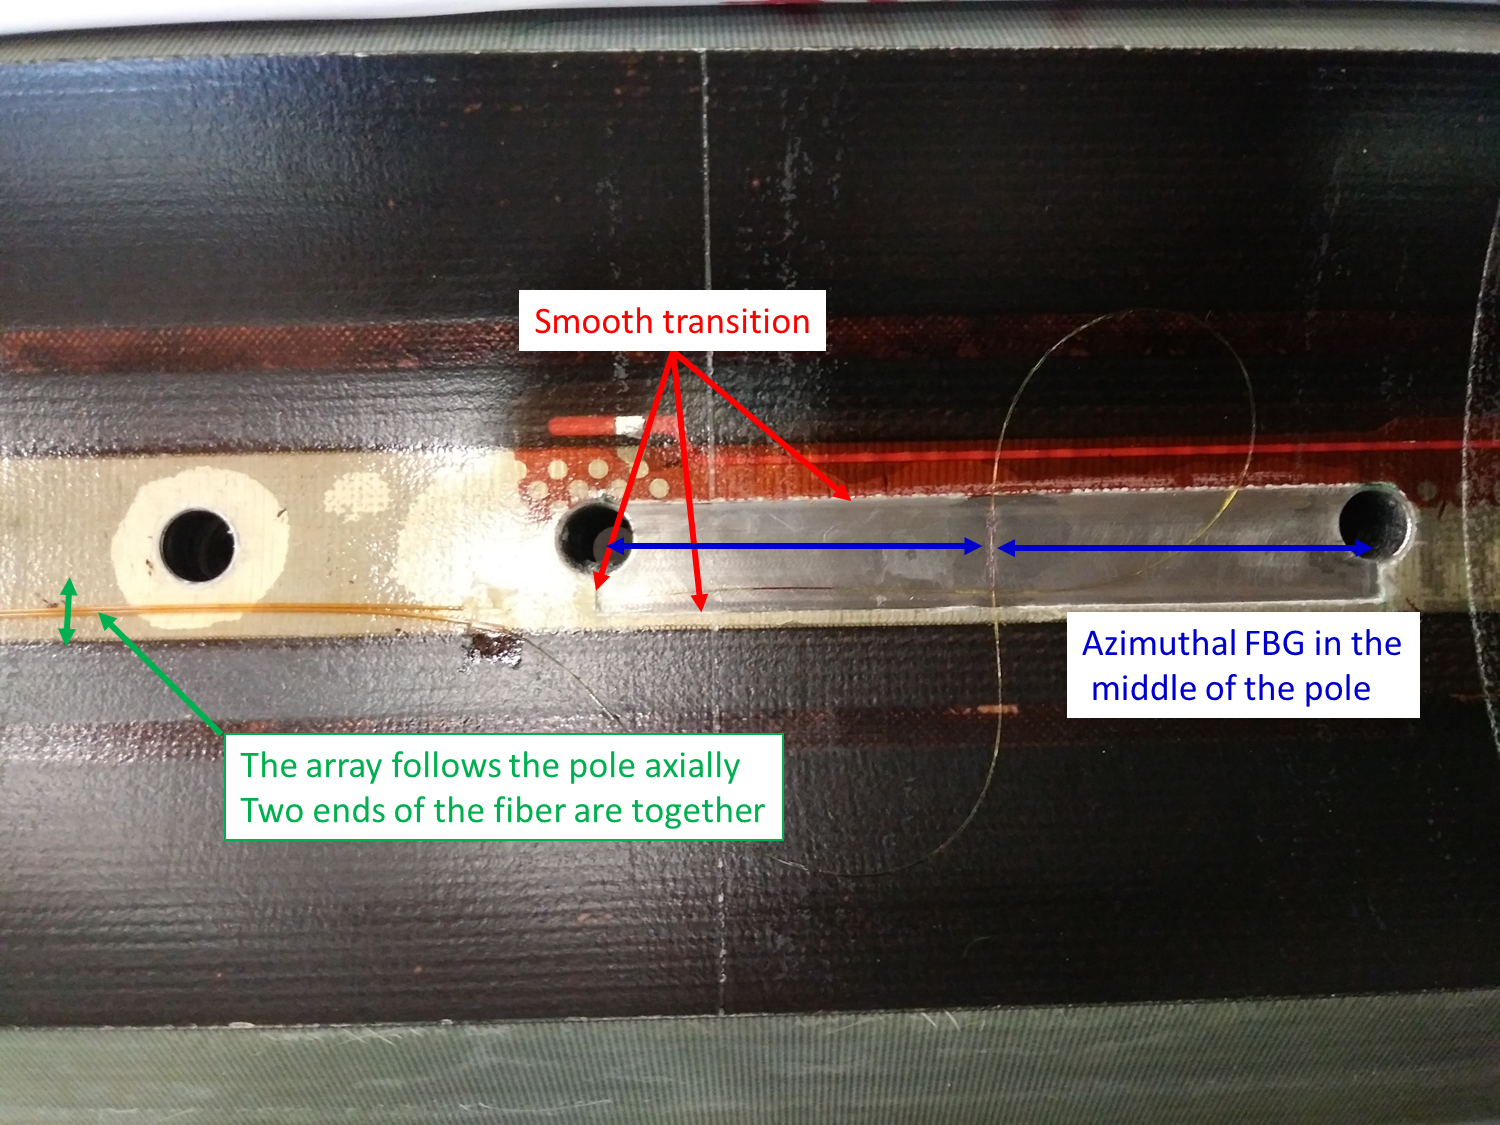 Smooth transition
Azimuthal FBG in the
middle of the pole
The array follows the pole axially
Two ends of the fiber are together